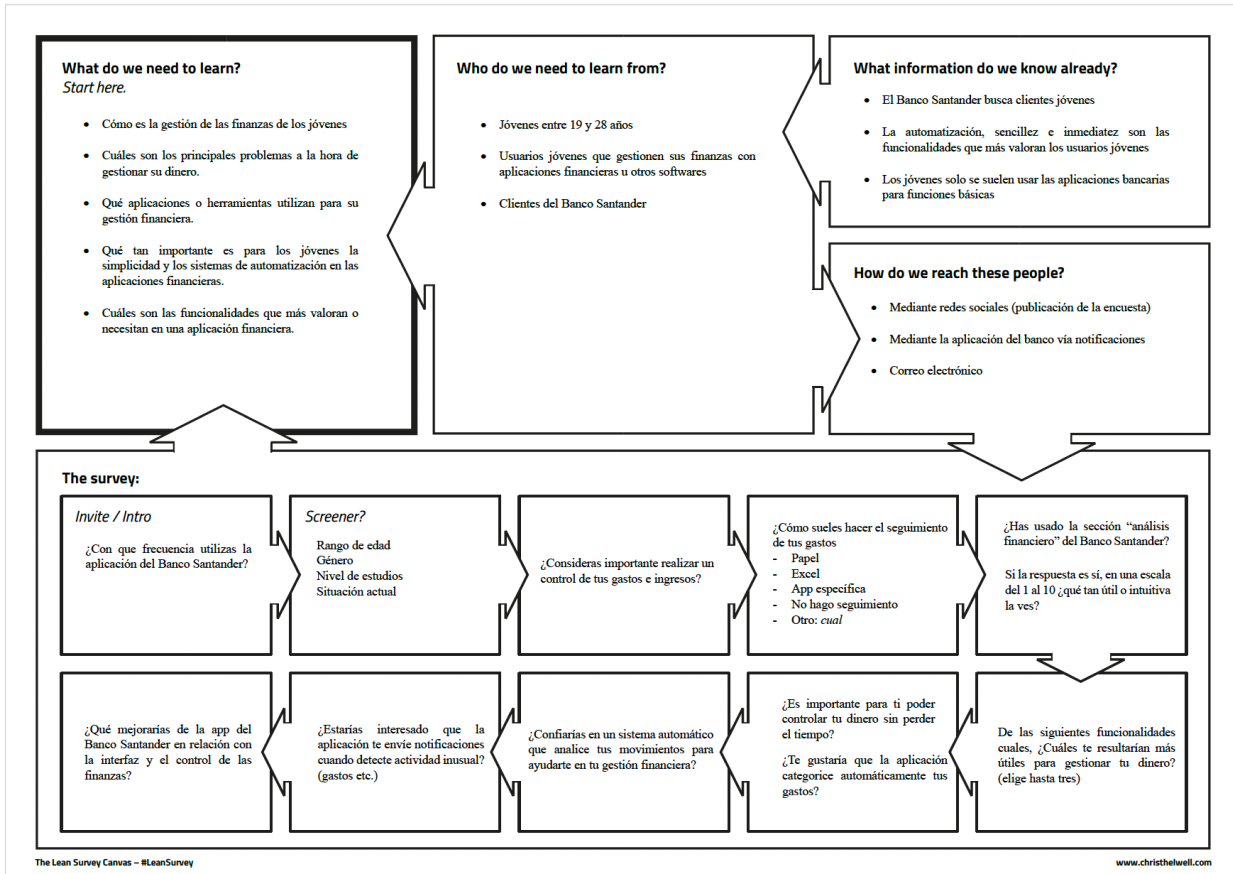 What do we need to learn?
Start here.
• Cómo es la gestión de las finanzas de los jóvenes
• Cuáles son los principales problemas a la hora de
gestionar su dinero.
• Qué aplicaciones o herramientas utilizan para su
gestión financiera.
• Qué tan importante es para los jóvenes la
simplicidad y los sistemas de automatización en las
aplicaciones financieras.
• Cuáles son las funcionalidades que más valoran o
necesitan en una aplicación financiera.
Who do we need to learn from?
• Jóvenes entre 19 y 28 años
• Usuarios jóvenes que gestionen sus finanzas con
aplicaciones financieras u otros softwares
• Clientes del Banco Santander
What information do we know already?
• El Banco Santander busca clientes jóvenes
• La automatización, sencillez e inmediatez son las
funcionalidades que más valoran los usuarios jóvenes
• Los jóvenes solo se suelen usar las aplicaciones bancarias
para funciones básicas
How do we reach these people?
• Mediante redes sociales (publicación de la encuesta)
• Mediante la aplicación del banco vía notificaciones
• Correo electrónico
The survey:
Invite / Intro
¿Con que frecuencia utilizas la
aplicación del Banco Santander?
Screener?
Rango de edad
Género
Nivel de estudios
Situación actual
¿Consideras importante realizar un
control de tus gastos e ingresos?
¿Cómo sueles hacer el seguimiento
de tus gastos
- Papel
- Excel
- App específica
- No hago seguimiento
- Otro: cual
¿Has usado la sección “análisis
financiero” del Banco Santander?
Si la respuesta es sí, en una escala
del 1 al 10 ¿qué tan útil o intuitiva
la ves?
¿Qué mejorarías de la app del
Banco Santander en relación con
la interfaz y el control de las
finanzas?
¿Estarías interesado que la
aplicación te envíe notificaciones
cuando detecte actividad inusual?
(gastos etc.)
¿Confiarías en un sistema automático
que analice tus movimientos para
ayudarte en tu gestión financiera?
¿Es importante para ti poder
controlar tu dinero sin perder
el tiempo?
¿Te gustaría que la aplicación
categorice automáticamente tus
gastos?
De las siguientes funcionalidades
cuales, ¿Cuáles te resultarían más
útiles para gestionar tu dinero?
(elige hasta tres)
The Lean Survey Canvas – #LeanSurvey
www.christhelwell.com